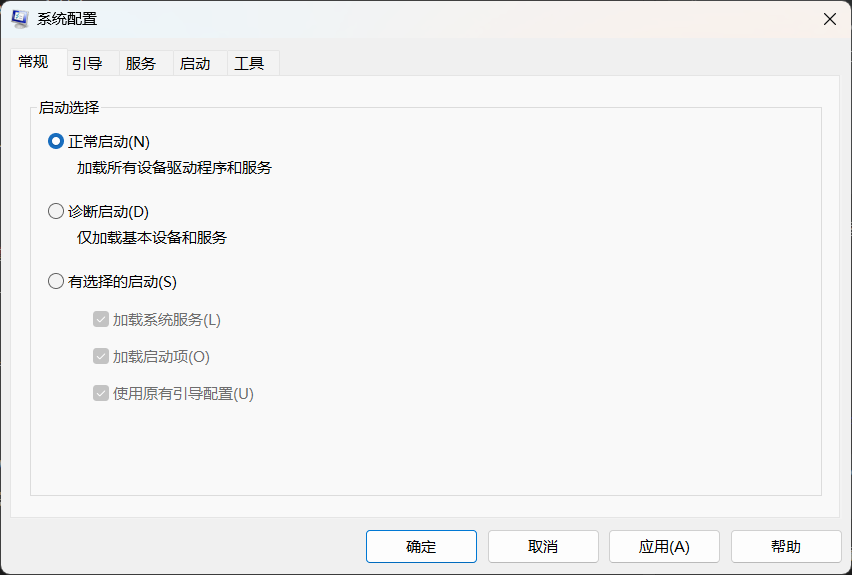 系统配置
常规 引导 服务 启动 工具
启动选择
正常启动(N)
加载所有设备驱动程序和服务
诊断启动(D)
仅加载基本设备和服务
有选择的启动(S)
加载系统服务(L)
加载启动项(O)
使用原有引导配置(U)
确定 取消 应用(A) 帮助